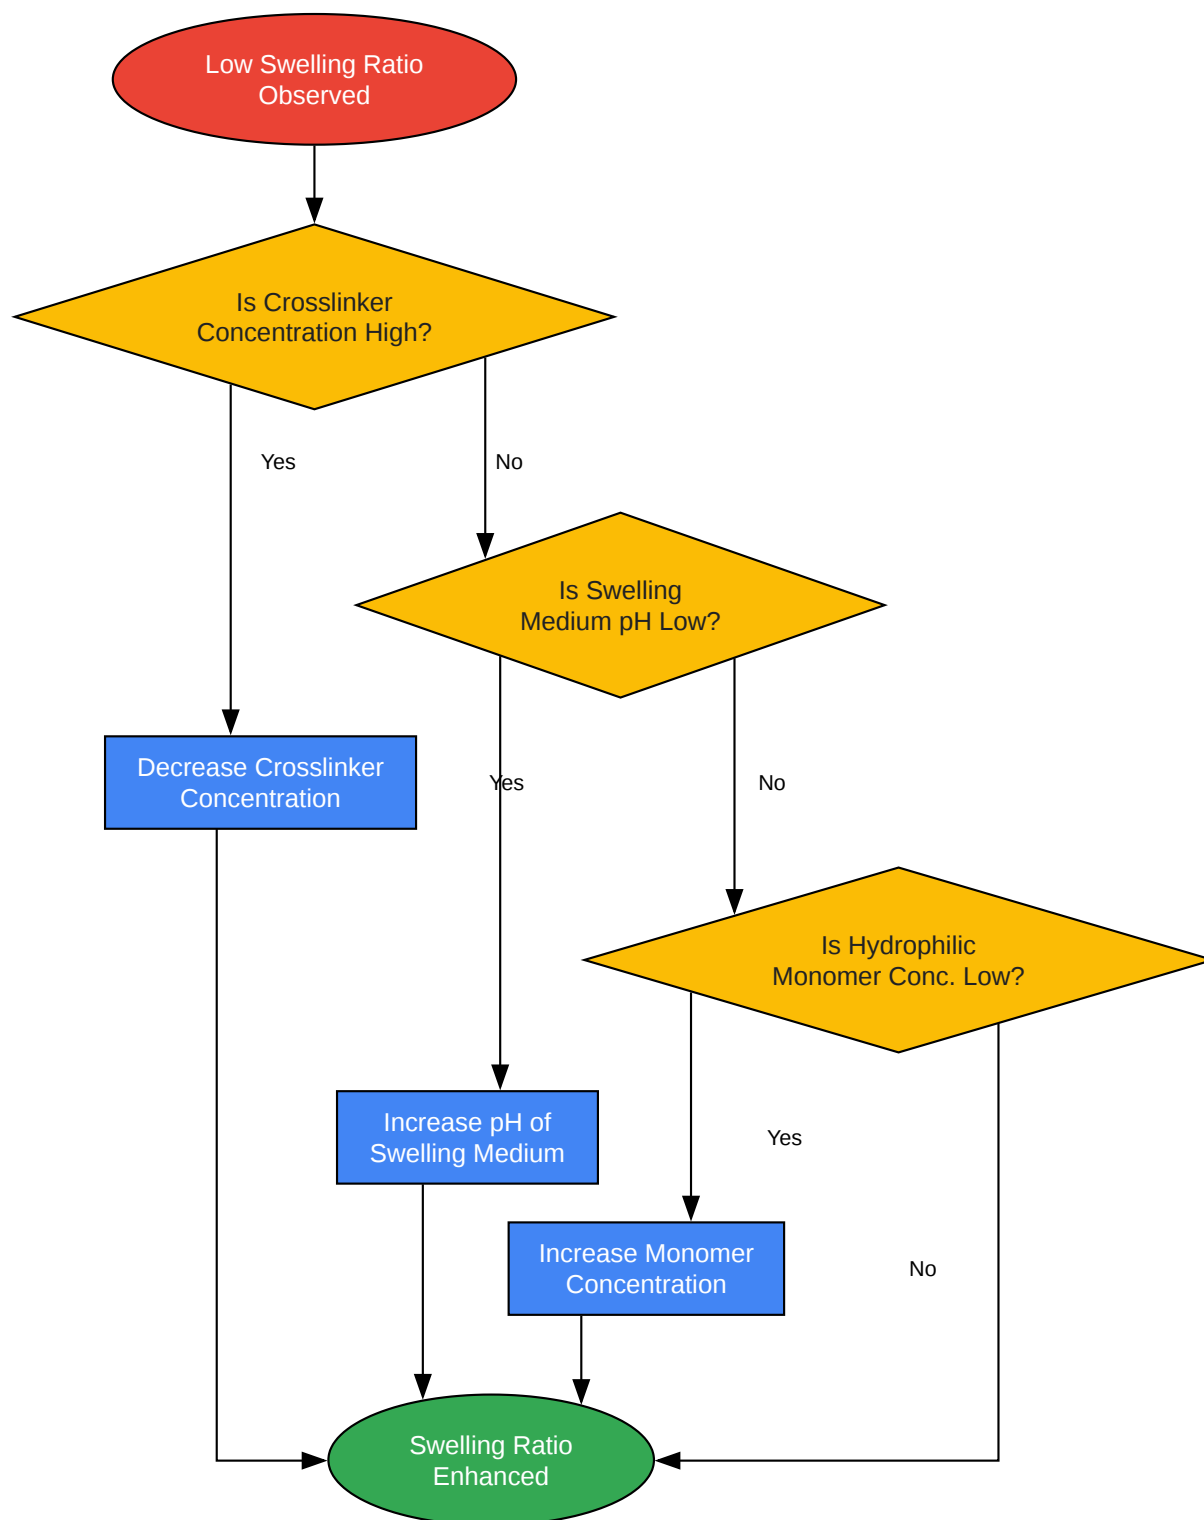 Low Swelling Ratio
Observed
Is Crosslinker
Concentration High?
Yes
No
Is Swelling
Medium pH Low?
Decrease Crosslinker
Concentration
Yes
No
Is Hydrophilic
Monomer Conc. Low?
Increase pH of
Swelling Medium
Yes
Increase Monomer
Concentration
No
Swelling Ratio
Enhanced